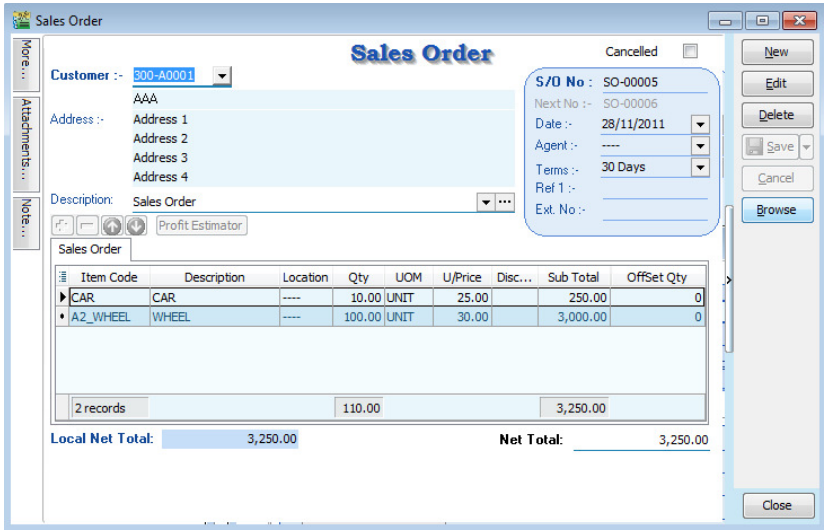 Sales Order
More...
Attachments...
Note...
Sales Order
Cancelled
Customer :- 300-A0001
AAA
Address :- Address 1
Address 2
Address 3
Address 4
Description: Sales Order
S/O No : SO-00005
Next No :- SO-00006
Date :- 28/11/2011
Agent :- ----
Terms :- 30 Days
Ref 1 :-
Ext. No :-
Profit Estimator
Sales Order
Item Code Description Location Qty UOM U/Price Disc... Sub Total OffSet Qty
CAR CAR ---- 10.00 UNIT 25.00 250.00 0
A2_WHEEL WHEEL ---- 100.00 UNIT 30.00 3,000.00 0
2 records 110.00 3,250.00
Local Net Total: 3,250.00 Net Total: 3,250.00
New
Edit
Delete
Save
Cancel
Browse
Close